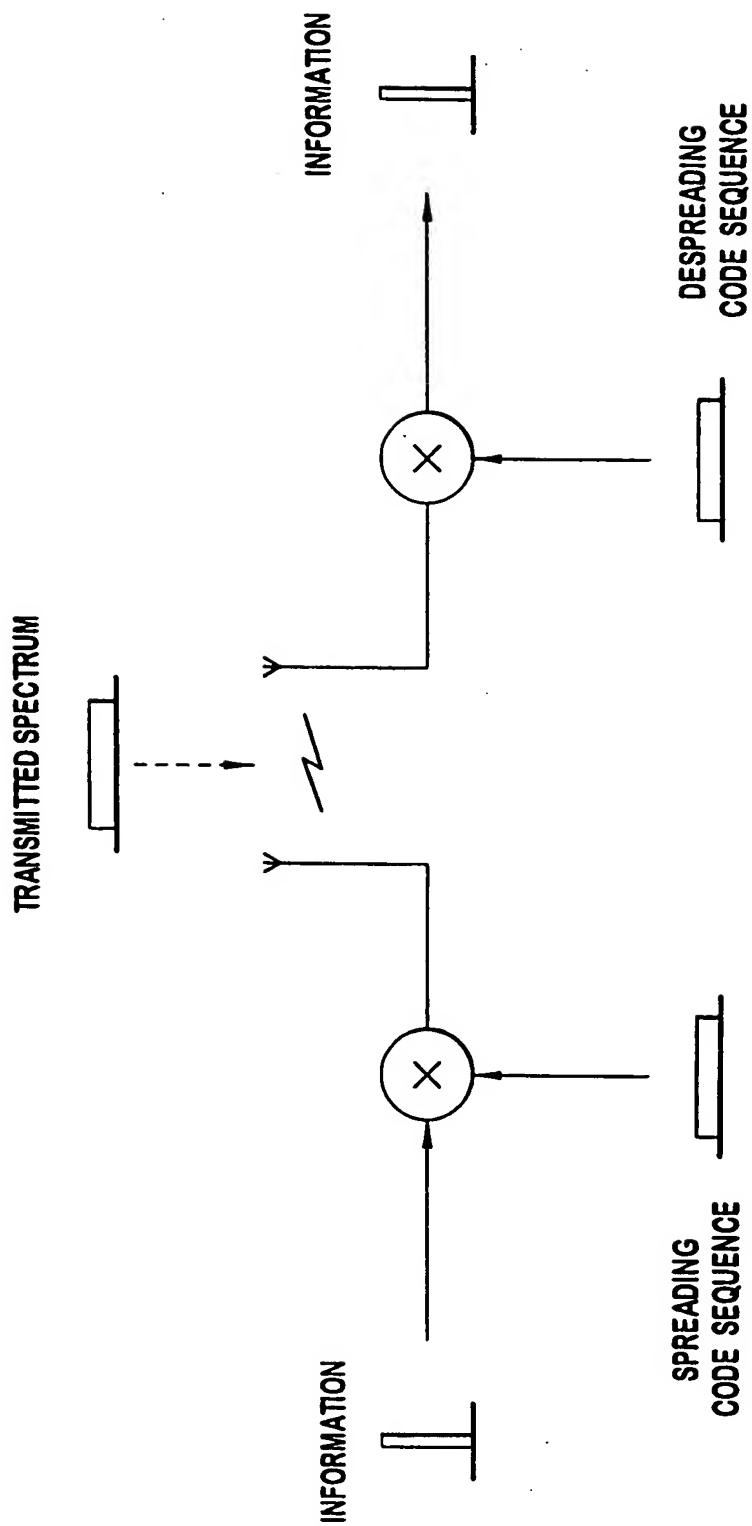 TRANSMITTED SPECTRUM
INFORMATION
INFORMATION
SPREADING
CODE SEQUENCE
DESPREADING
CODE SEQUENCE